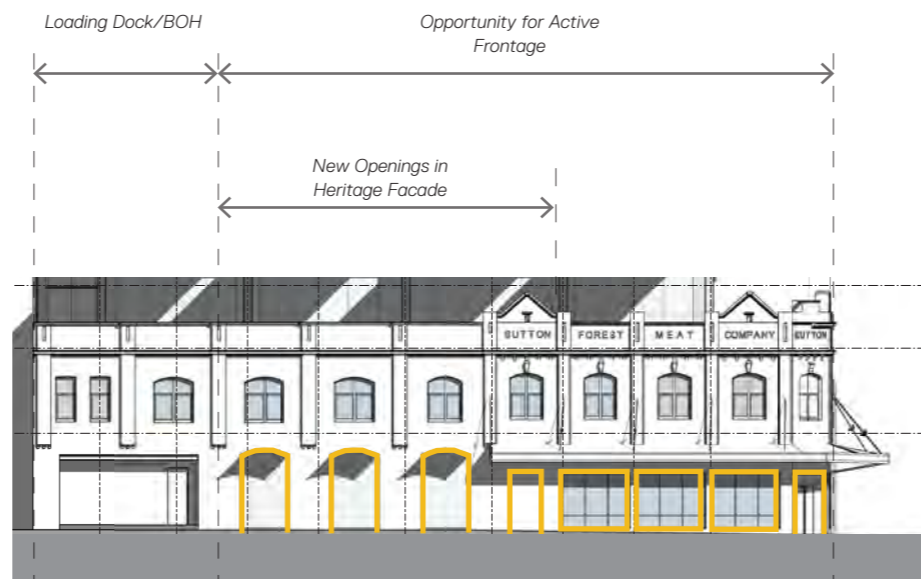 Loading Dock/BOH
Opportunity for Active
Frontage
New Openings in
Heritage Facade
SUTTON
FOREST
MEAT
COMPANY
SUTTON